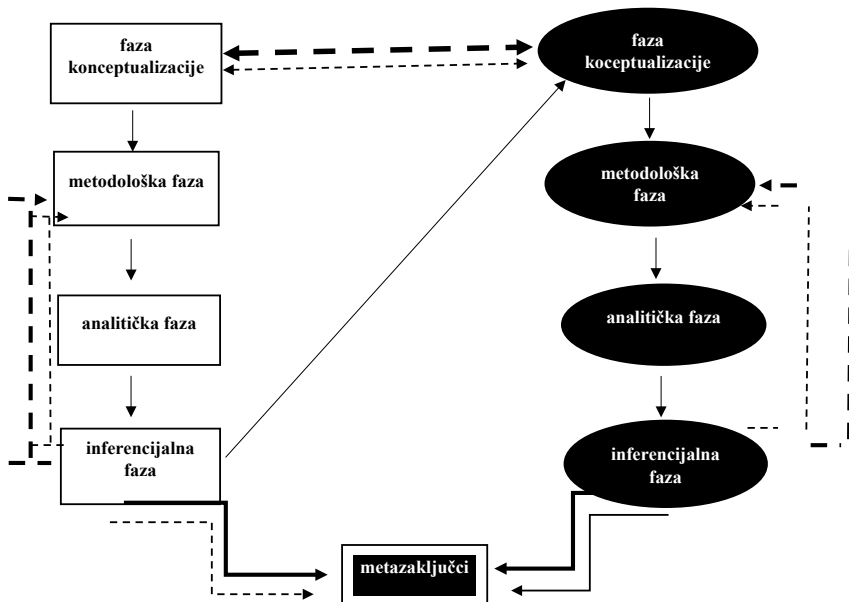 faza
konceptualizacije
metodološka faza
analitička faza
inferencijalna
faza
faza
koceptualizacije
metodološka
faza
analitička faza
inferencijalna
faza
metazaključci